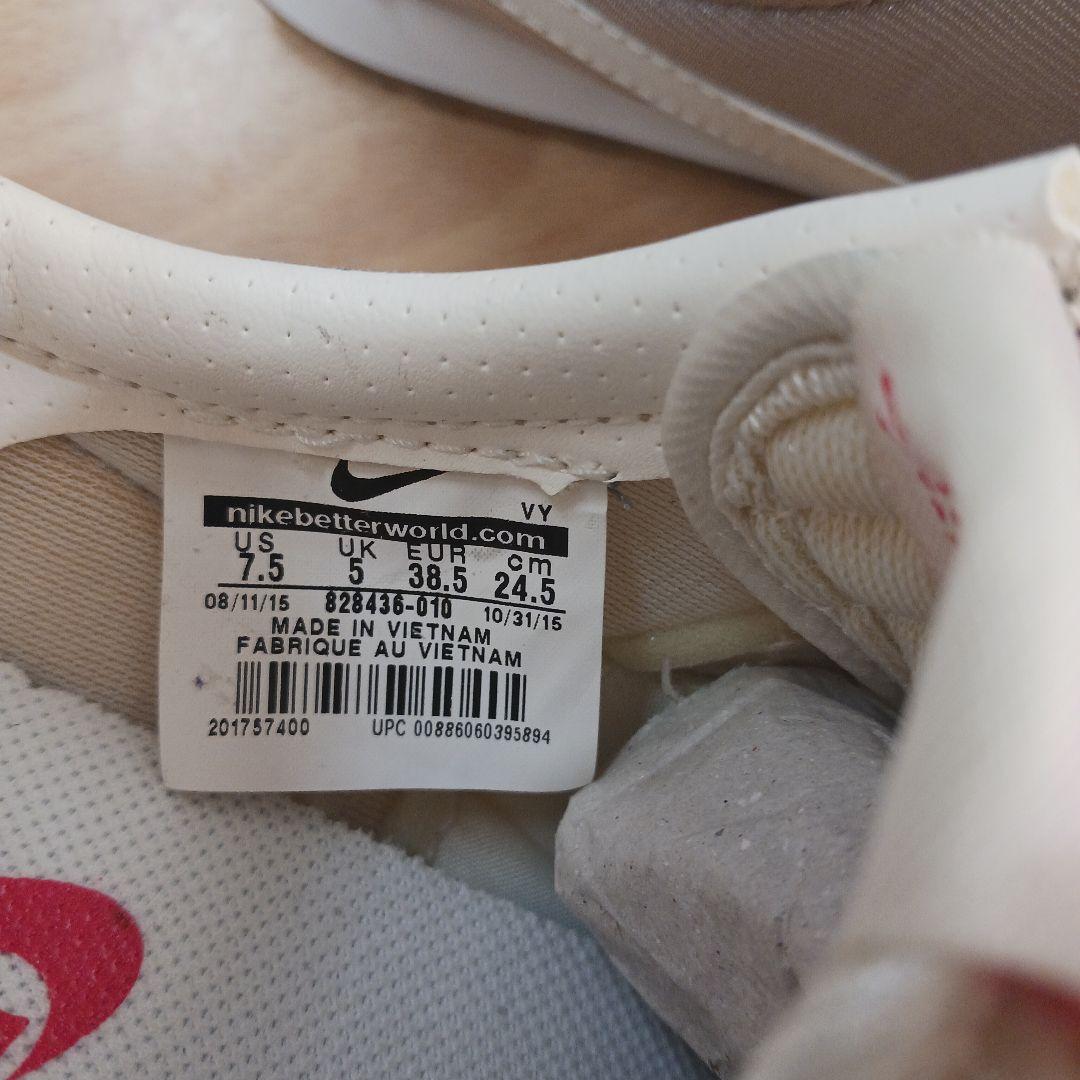 VY
nikebetterworld.com
US UK EUR cm
7.5 5 38.5 24.5
08/11/15 828436-010 10/31/15
MADE IN VIETNAM
FABRIQUE AU VIETNAM
201757400 UPC 00886060395894